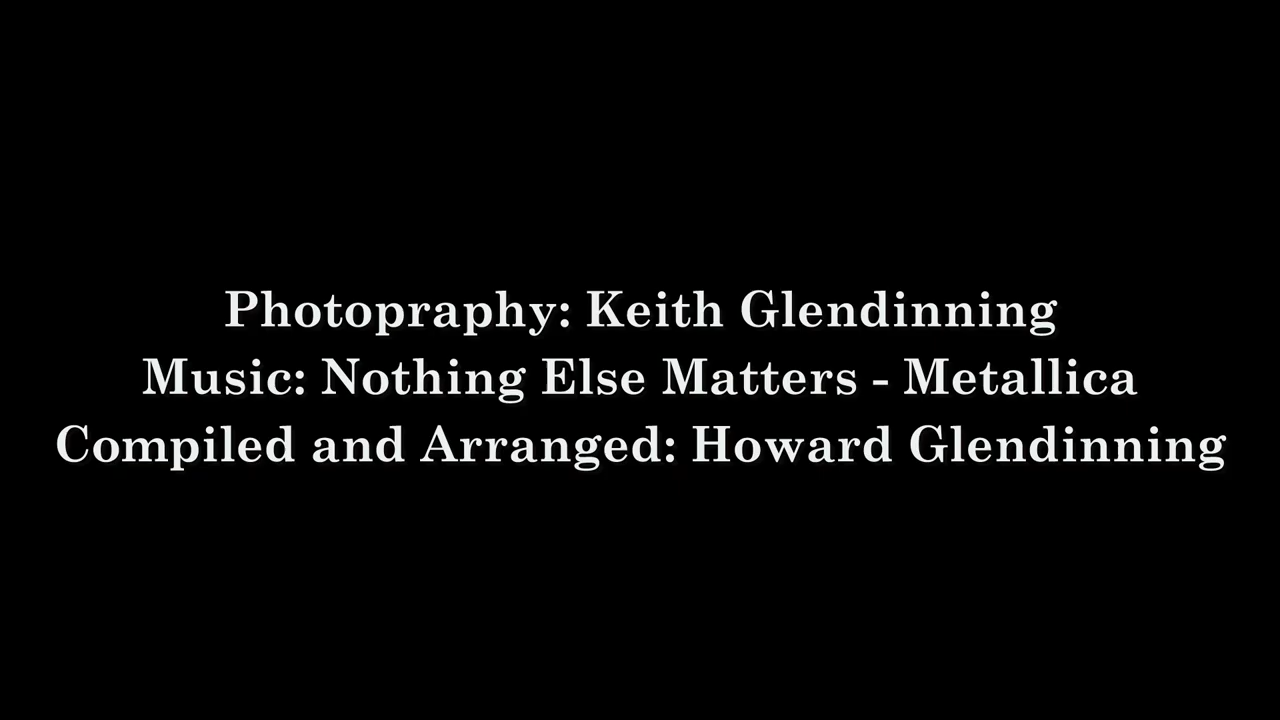 Photopraphy: Keith Glendinning
Music: Nothing Else Matters - Metallica
Compiled and Arranged: Howard Glendinning